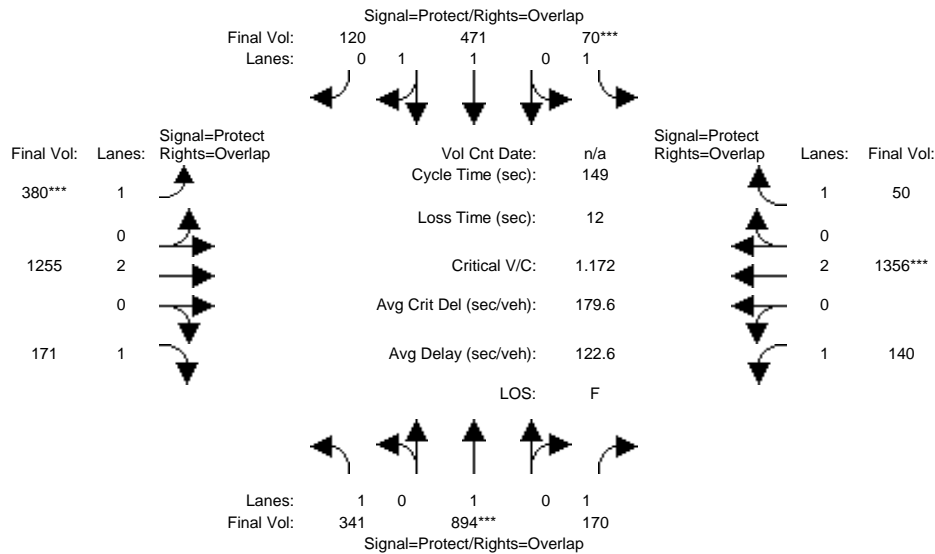 Signal=Protect/Rights=Overlap
Final Vol: 120 471 70***
Lanes: 0 1 1 0 1
Signal=Protect
Final Vol: Lanes: Rights=Overlap
Vol Cnt Date: n/a
Signal=Protect
Rights=Overlap Lanes: Final Vol:
Cycle Time (sec): 149
380*** 1
1 50
Loss Time (sec): 12
0
0
1255 2 Critical V/C: 1.172 2 1356***
0 Avg Crit Del (sec/veh): 179.6 0
171 1 Avg Delay (sec/veh): 122.6 1 140
LOS: F
Lanes: 1 0 1 0 1
Final Vol: 341 894*** 170
Signal=Protect/Rights=Overlap